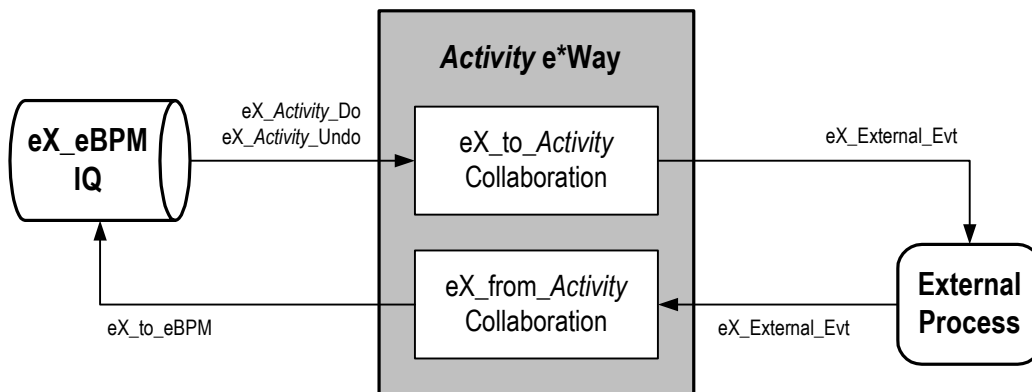 Activity e*Way
eX_eBPM
IQ
eX_Activity_Do
eX_Activity_Undo
eX_to_Activity
Collaboration
eX_External_Evt
eX_from_Activity
Collaboration
External
Process
eX_to_eBPM
eX_External_Evt